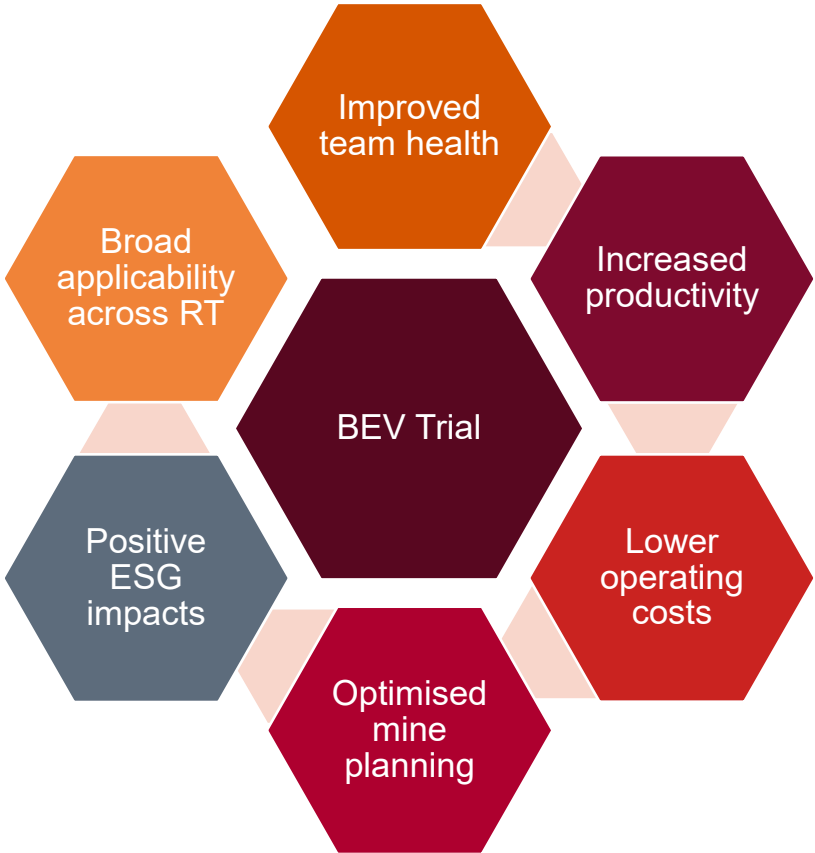 Improved
team health
Increased
productivity
Lower
operating
costs
Optimised
mine
planning
Positive
ESG
impacts
Broad
applicability
across RT
BEV Trial